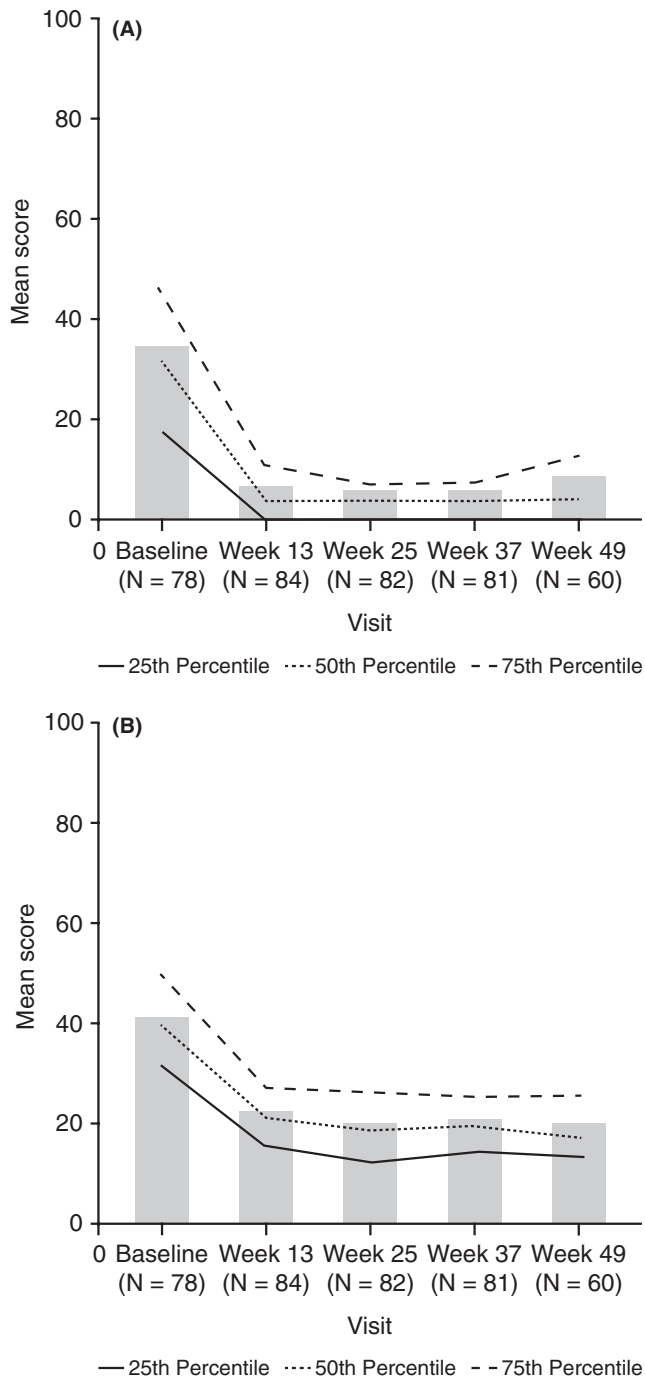 (A)
100
80
60
40
20
0
Mean score
0 Baseline Week 13 Week 25 Week 37 Week 49
(N = 78) (N = 84) (N = 82) (N = 81) (N = 60)
Visit
25th Percentile 50th Percentile 75th Percentile
(B)
100
80
60
40
20
0
Mean score
0 Baseline Week 13 Week 25 Week 37 Week 49
(N = 78) (N = 84) (N = 82) (N = 81) (N = 60)
Visit
25th Percentile 50th Percentile 75th Percentile